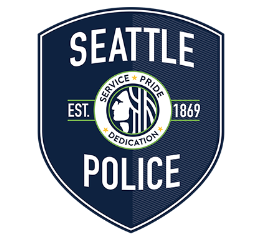 SEATTLE
SERVICE ★ PRIDE
EST. 1869
★ DEDICATION ★
POLICE